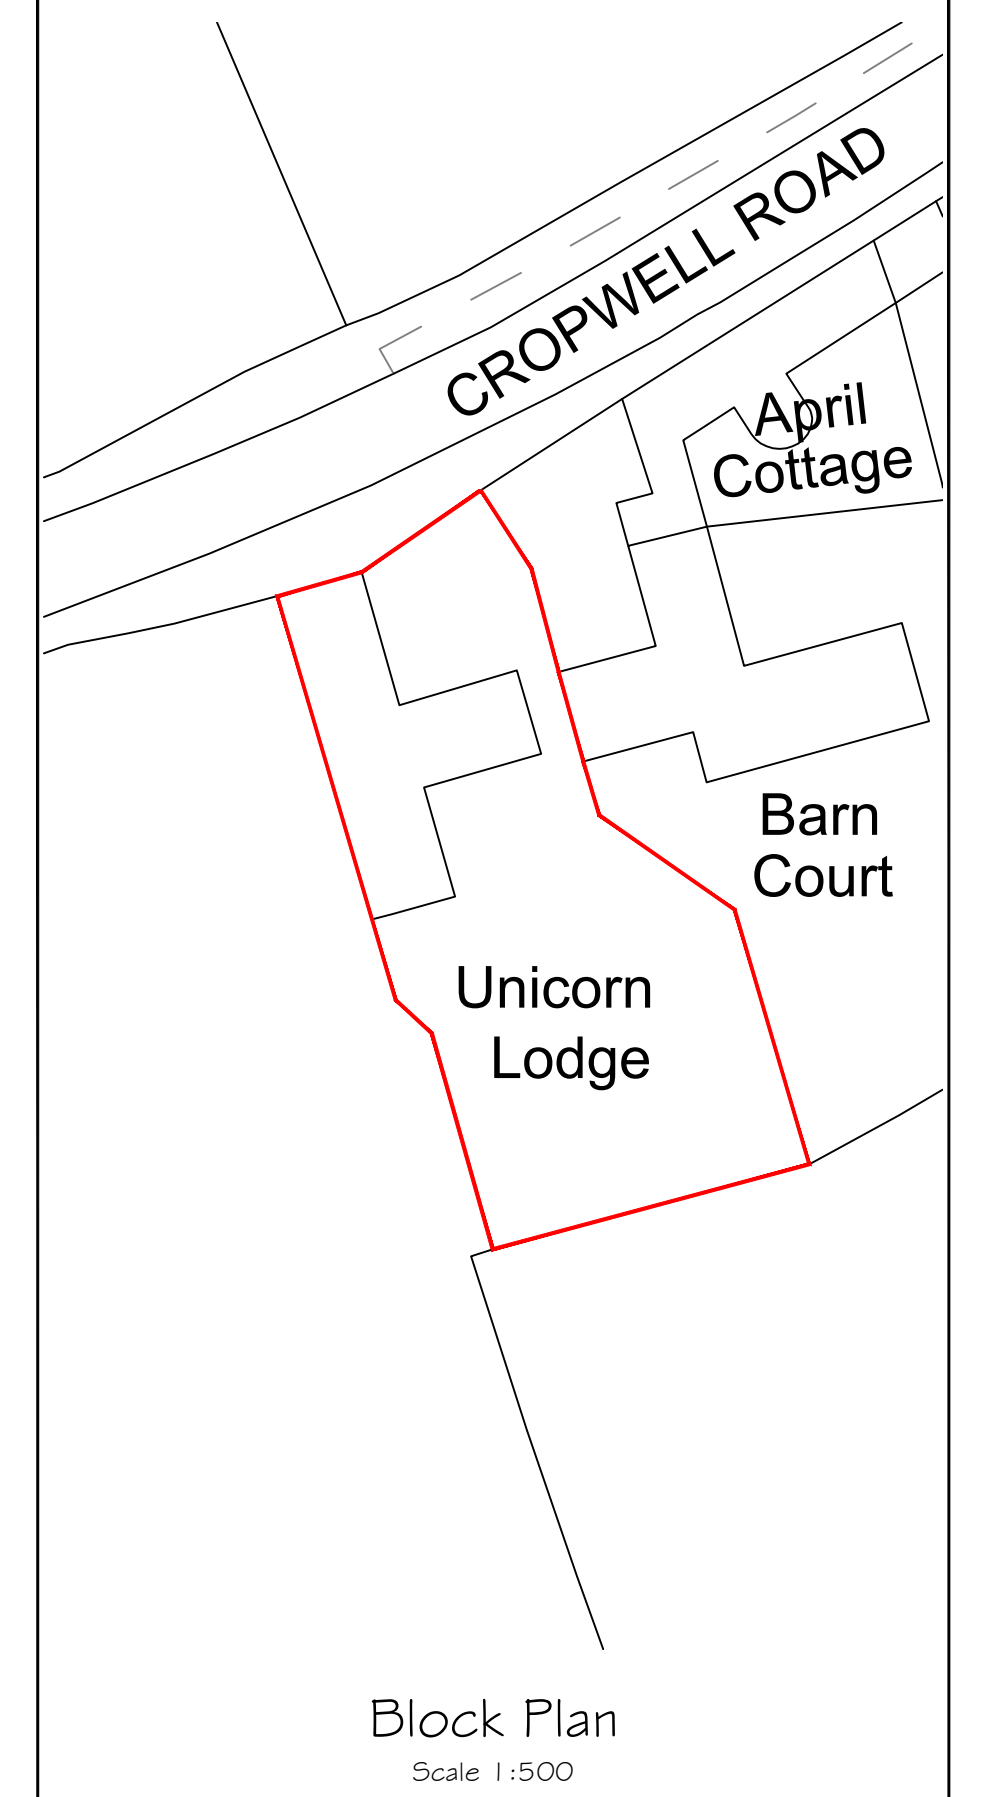 CROPWELL ROAD
April
Cottage
Barn
Court
Unicorn
Lodge
Block Plan
Scale 1:500